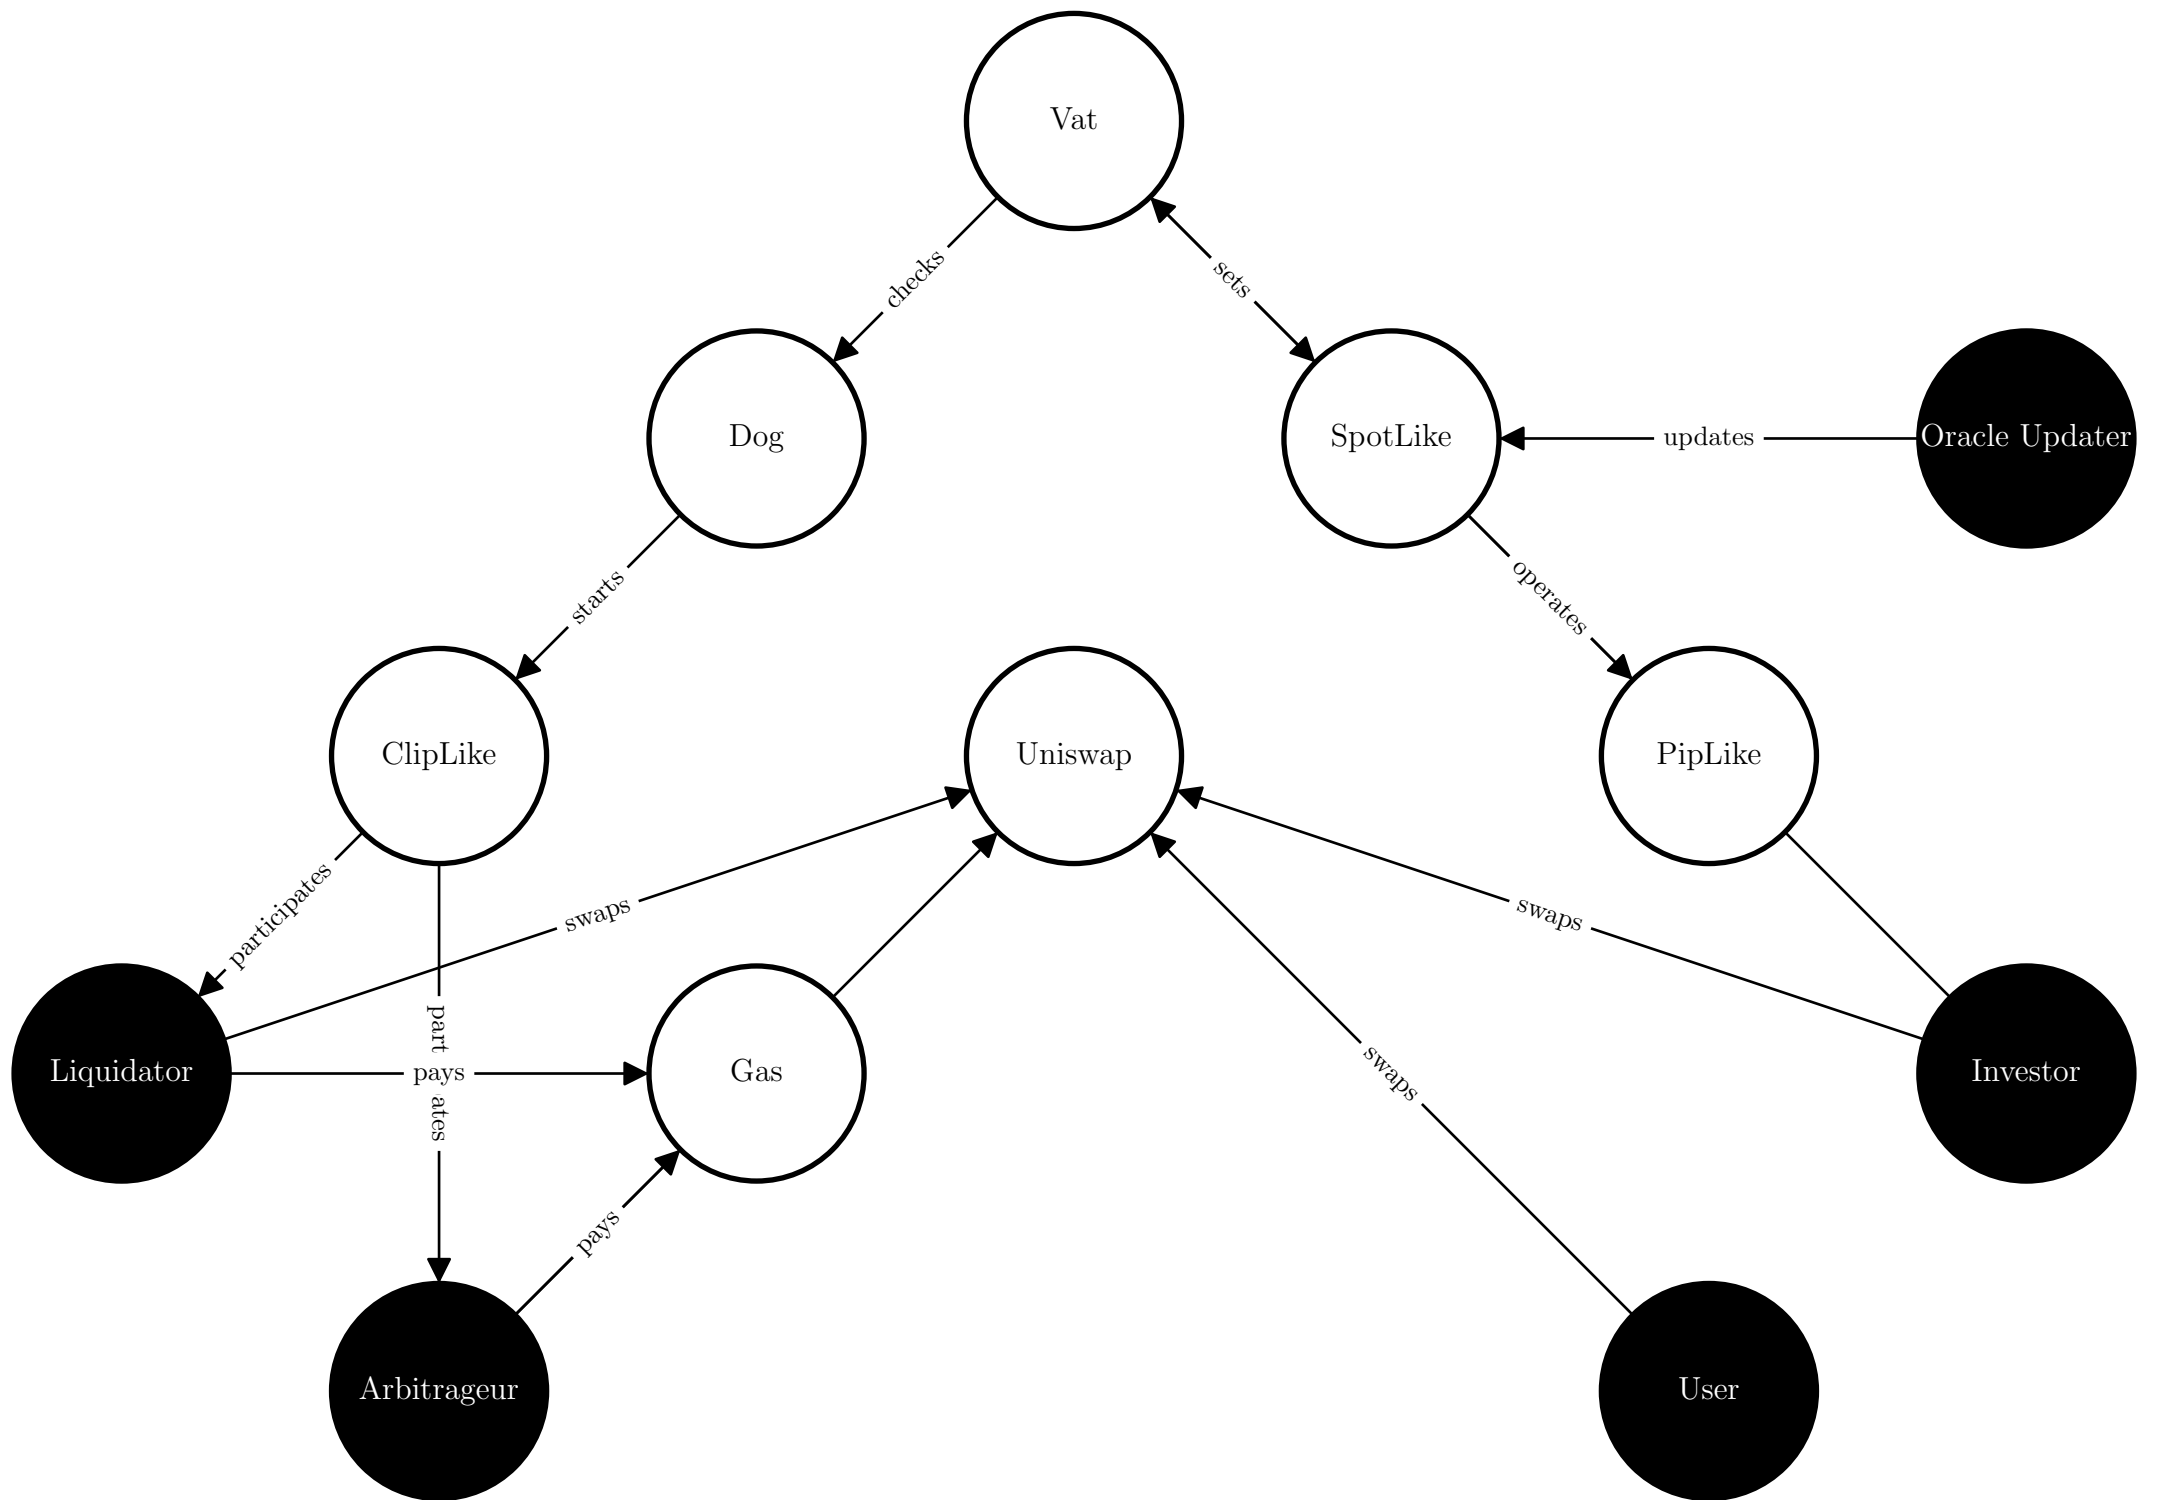 Vat
checks
sets
Dog
SpotLike
updates
Oracle Updater
starts
operates
ClipLike
Uniswap
PipLike
participates
swaps
swaps
part
ates
Liquidator
pays
Gas
Investor
swaps
pays
Arbitrageur
User